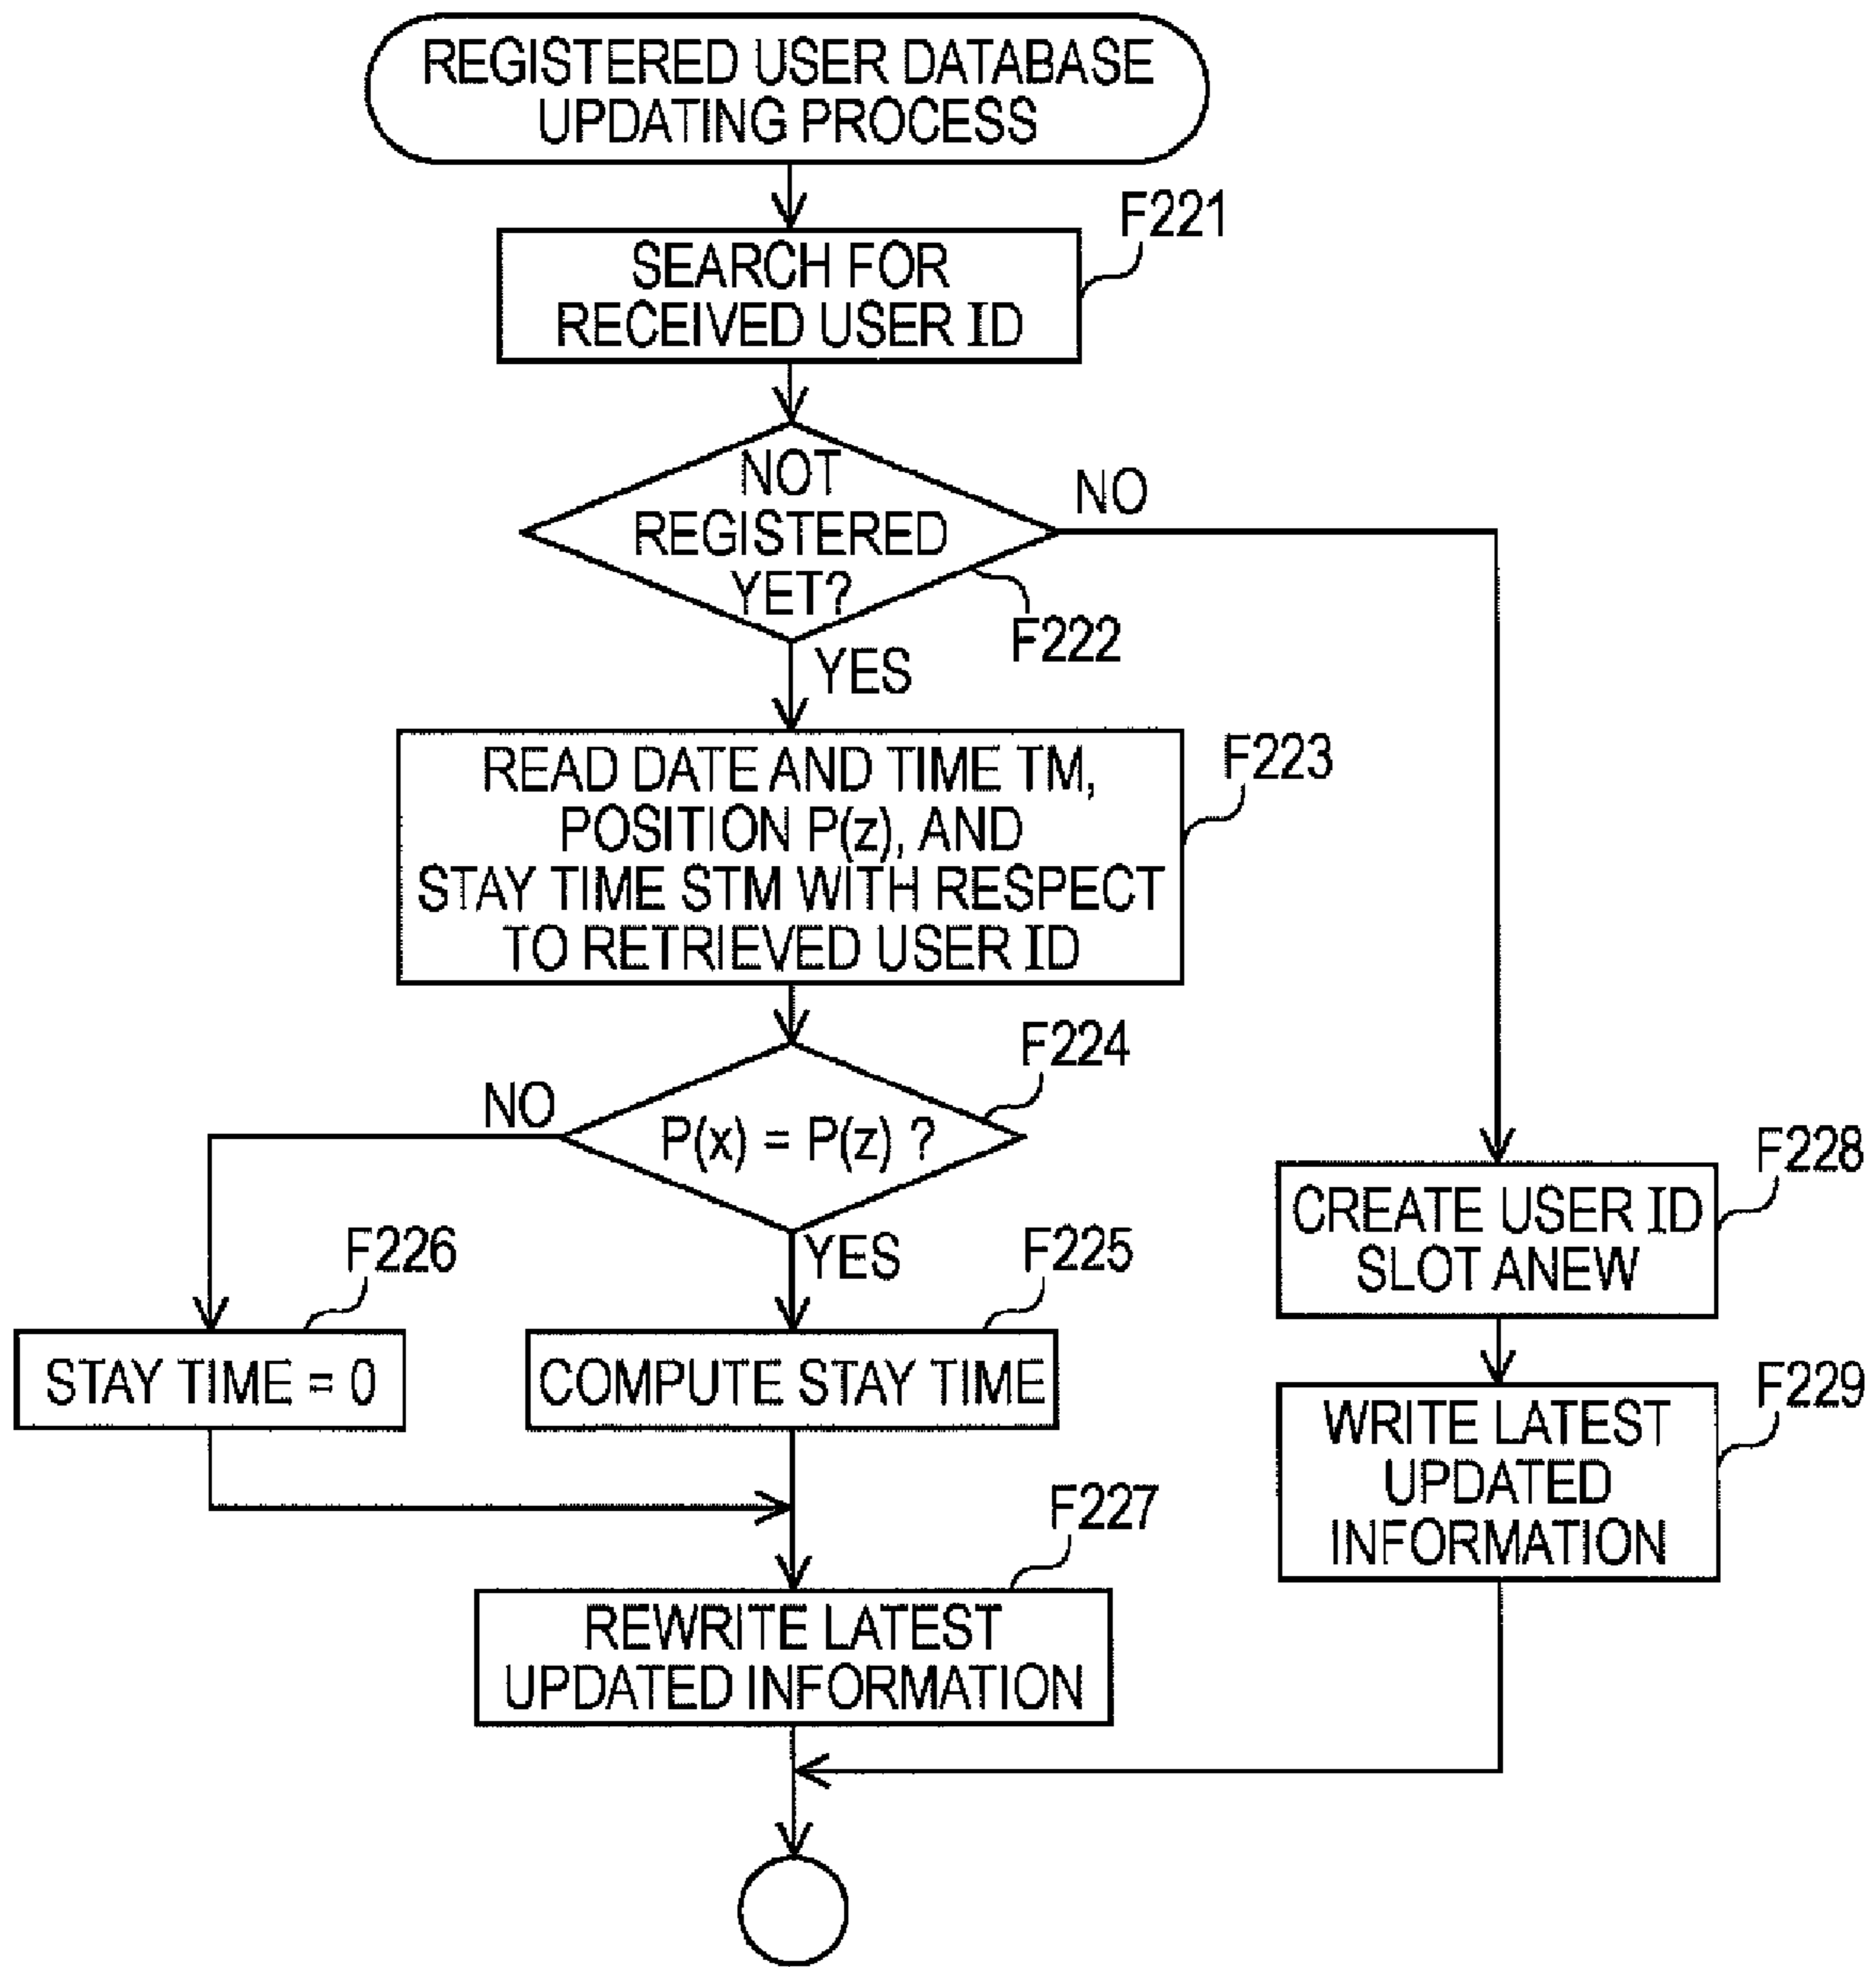 REGISTERED USER DATABASE
UPDATING PROCESS
F221
SEARCH FOR
RECEIVED USER ID
NOT
REGISTERED
YET?
NO
F222
YES
READ DATE AND TIME TM,
POSITION P(z), AND
STAY TIME STM WITH RESPECT
TO RETRIEVED USER ID
F223
F224
P(x) = P(z) ?
NO
YES
F226
STAY TIME = 0
F225
COMPUTE STAY TIME
F228
CREATE USER ID
SLOT ANEW
F229
WRITE LATEST
UPDATED
INFORMATION
F227
REWRITE LATEST
UPDATED INFORMATION